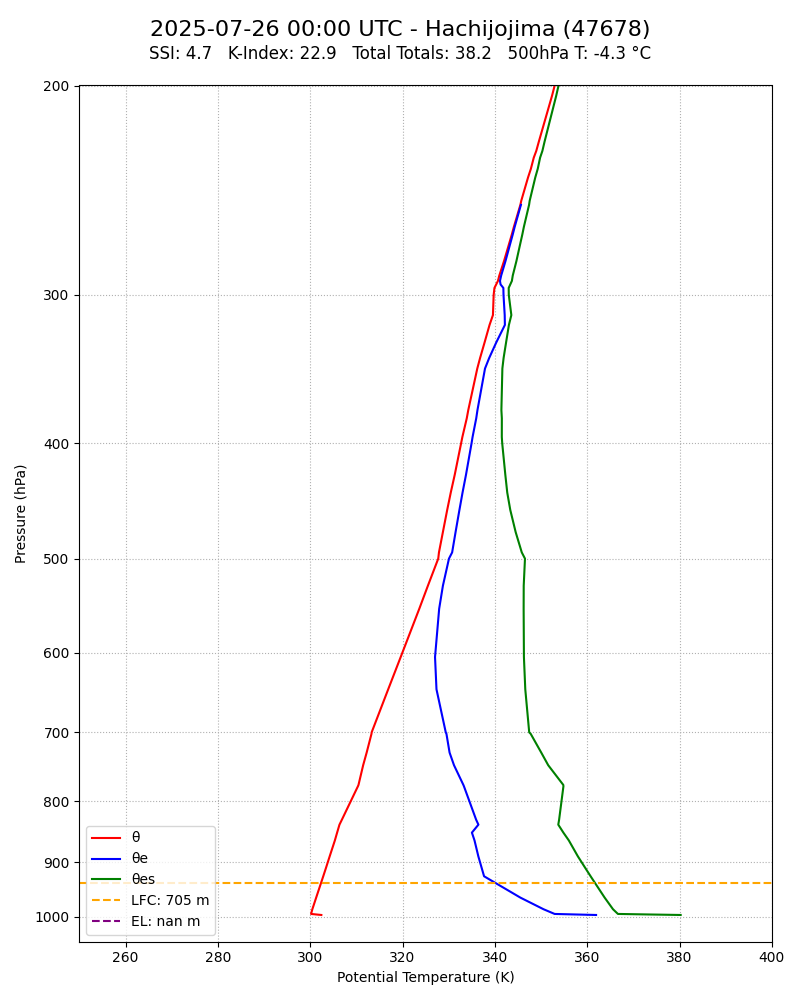 2025-07-26 00:00 UTC - Hachijojima (47678)
SSI: 4.7   K-Index: 22.9   Total Totals: 38.2   500hPa T: -4.3 °C
200
300
400
500
600
700
800
900
1000
Pressure (hPa)
θ
θe
θes
LFC: 705 m
EL: nan m
260 280 300 320 340 360 380 400
Potential Temperature (K)